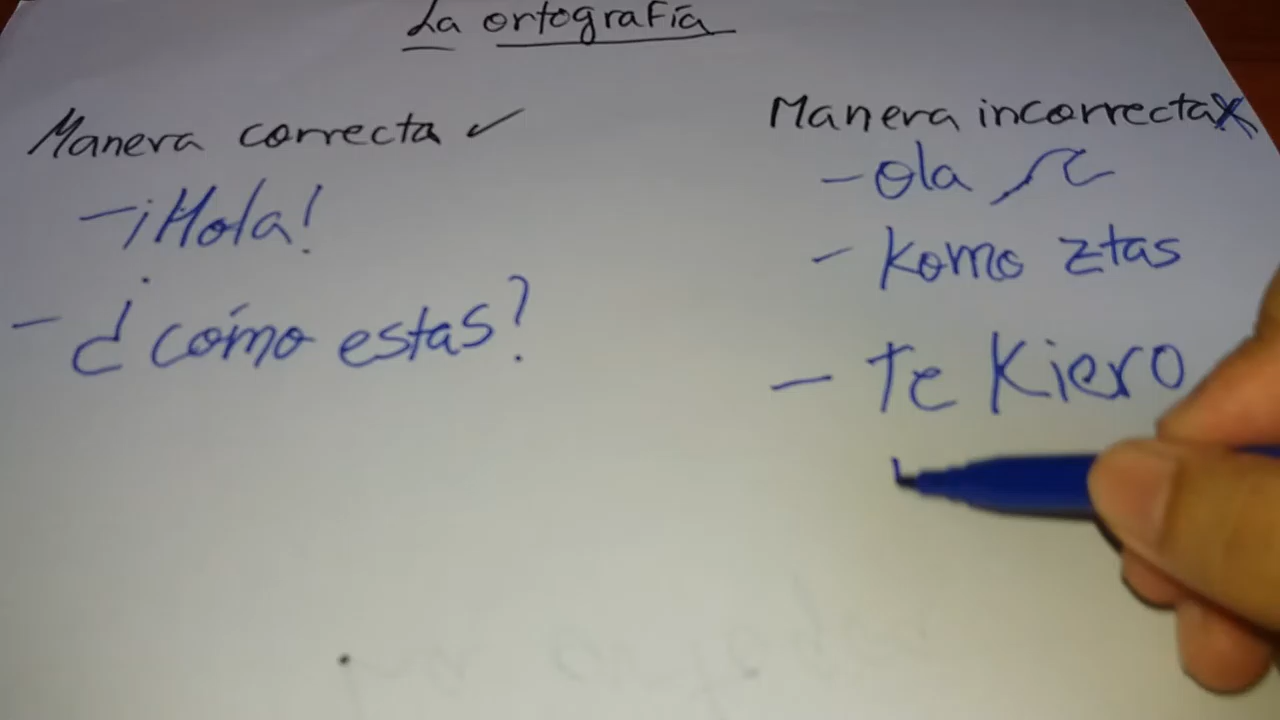 La ortografía
Manera correcta ✓
- ¡Hola!
- ¿cómo estas?
Manera incorrecta X
- Ola
- Komo ztas
- Te Kiero